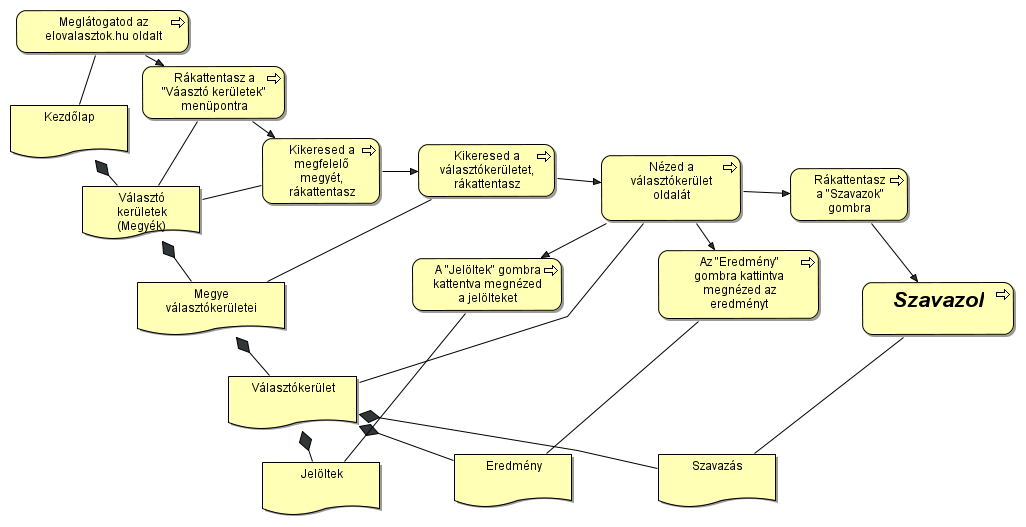 Meglátogatod az
elovalasztok.hu oldalt
Rákattentasz a
"Váasztó kerületek"
menüpontra
Kezdőlap
Kikeresed a
megfelelő
megyét,
rákattentasz
Kikeresed a
választókerületet,
rákattentasz
Nézed a
választókerület
oldalát
Rákattentasz
a "Szavazok"
gombra
Választó
kerületek
(Megyék)
A "Jelöltek" gombra
kattentva megnézed
a jelölteket
Az "Eredmény"
gombra kattintva
megnézed az
eredményt
Szavazol
Megye
választókerületei
Választókerület
Jelöltek
Eredmény
Szavazás